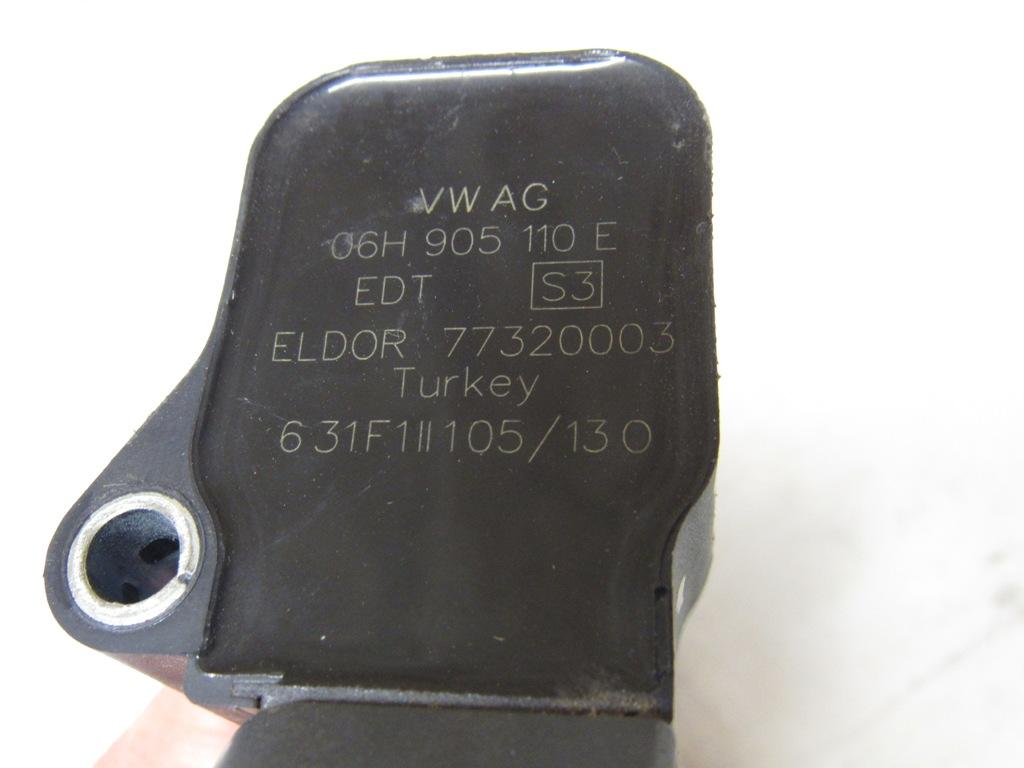 VW AG
06H 905 110 E
EDT S3
ELDOR 77320003
Turkey
631F1II105/130